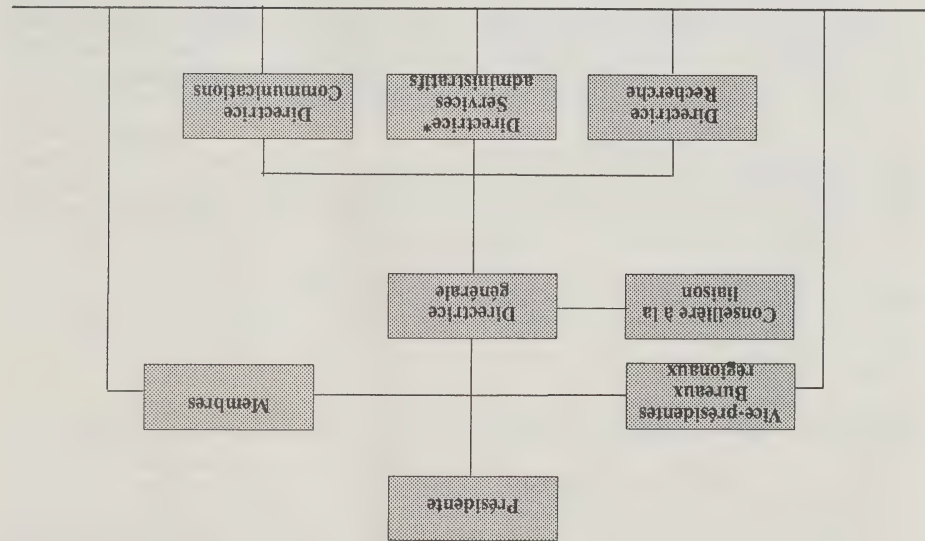 Présidente
Vice-présidentes
Bureaux
régionaux
Membres
Conseillère à la
liaison
Directrice
générale
Directrice
Recherche
Directrice*
Services
administratifs
Directrice
Communications